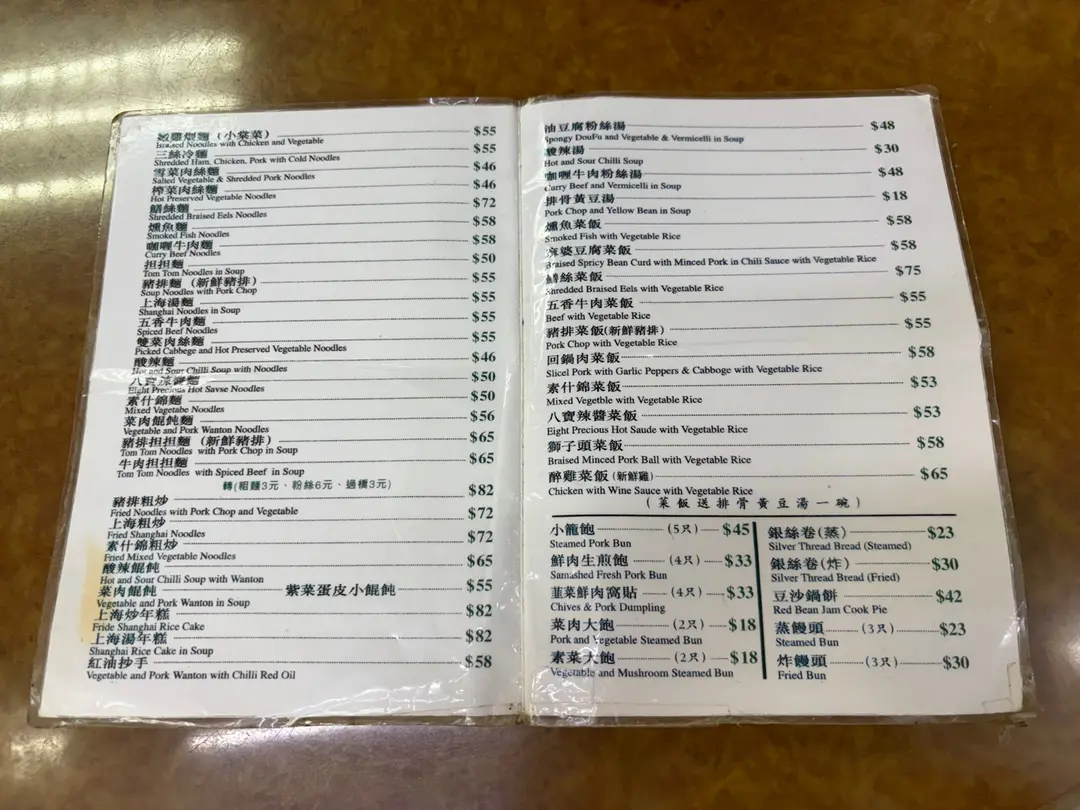 雞煨麵（小棠菜） $55
Braised Noodles with Chicken and Vegetable
三絲冷麵 $55
Shredded Ham, Chicken, Pork with Cold Noodles
雪菜肉絲麵 $46
Salted Vegetable & Shredded Pork Noodles
榨菜肉絲麵 $46
Hot Preserved Vegetable Noodles
鱔絲麵 $72
Shredded Braised Eels Noodles
燻魚麵 $58
Smoked Fish Noodles
咖喱牛肉麵 $58
Curry Beef Noodles
担担麵 $50
Tom Tom Noodles in Soup
豬排麵（新鮮豬排） $55
Soup Noodles with Pork Chop
上海湯麵 $55
Shanghai Noodles in Soup
五香牛肉麵 $55
Spiced Beef Noodles
雙菜肉絲麵 $55
Picked Cabbege and Hot Preserved Vegetable Noodles
酸辣麵 $46
Hot and Sour Chilli Soup with Noodles
八寶辣醬麵 $50
Eight Precious Hot Savse Noodles
素什錦麵 $50
Mixed Vagetabe Noodles
菜肉餛飩麵 $56
Vegetable and Pork Wanton Noodles
豬排担担麵（新鮮豬排） $65
Tom Tom Noodles with Pork Chop in Soup
牛肉担担麵 $65
Tom Tom Noodles with Spiced Beef in Soup
轉(粗麵3元、粉絲6元、過橋3元)
豬排粗炒 $82
Fried Noodles with Pork Chop and Vegetable
上海粗炒 $72
Fried Shanghai Noodles
素什錦粗炒 $72
Fried Mixed Vegetable Noodles
酸辣餛飩 $65
Hot and Sour Chilli Soup with Wanton
菜肉餛飩 紫菜蛋皮小餛飩 $55
Vegetable and Pork Wanton in Soup
上海炒年糕 $82
Fride Shanghai Rice Cake
上海湯年糕 $82
Shanghai Rice Cake in Soup
紅油抄手 $58
Vegetable and Pork Wanton with Chilli Red Oil
油豆腐粉絲湯 $48
Spongy DouFu and Vegetable & Vermicelli in Soup
酸辣湯 $30
Hot and Sour Chilli Soup
咖喱牛肉粉絲湯 $48
Curry Beef and Vermicelli in Soup
排骨黃豆湯 $18
Pork Chop and Yellow Bean in Soup
燻魚菜飯 $58
Smoked Fish with Vegetable Rice
麻婆豆腐菜飯 $58
Braised Spricy Bean Curd with Minced Pork in Chili Sauce with Vegetable Rice
鱔絲菜飯 $75
Shredded Braised Eels with Vegetable Rice
五香牛肉菜飯 $55
Beef with Vegetable Rice
豬排菜飯(新鮮豬排) $55
Pork Chop with Vegetable Rice
回鍋肉菜飯 $58
Slicel Pork with Garlic Peppers & Cabboge with Vegetable Rice
素什錦菜飯 $53
Mixed Vegetble with Vegetable Rice
八寶辣醬菜飯 $53
Eight Precious Hot Saude with Vegetable Rice
獅子頭菜飯 $58
Braised Minced Pork Ball with Vegetable Rice
醉雞菜飯(新鮮雞) $65
Chicken with Wine Sauce with Vegetable Rice
(菜飯送排骨黃豆湯一碗)
小籠飽 (5只) $45
Steamed Pork Bun
鮮肉生煎飽 (4只) $33
Samished Fresh Pork Bun
韮菜鮮肉窩貼 (4只) $33
Chives & Pork Dumpling
菜肉大飽 (2只) $18
Pork and Vegetable Steamed Bun
素菜大飽 (2只) $18
Vegetable and Mushroom Steamed Bun
銀絲卷(蒸) $23
Silver Thread Bread (Steamed)
銀絲卷(炸) $30
Silver Thread Bread (Fried)
豆沙鍋餅 $42
Red Bean Jam Cook Pie
蒸饅頭 (3只) $23
Steamed Bun
炸饅頭 (3只) $30
Fried Bun